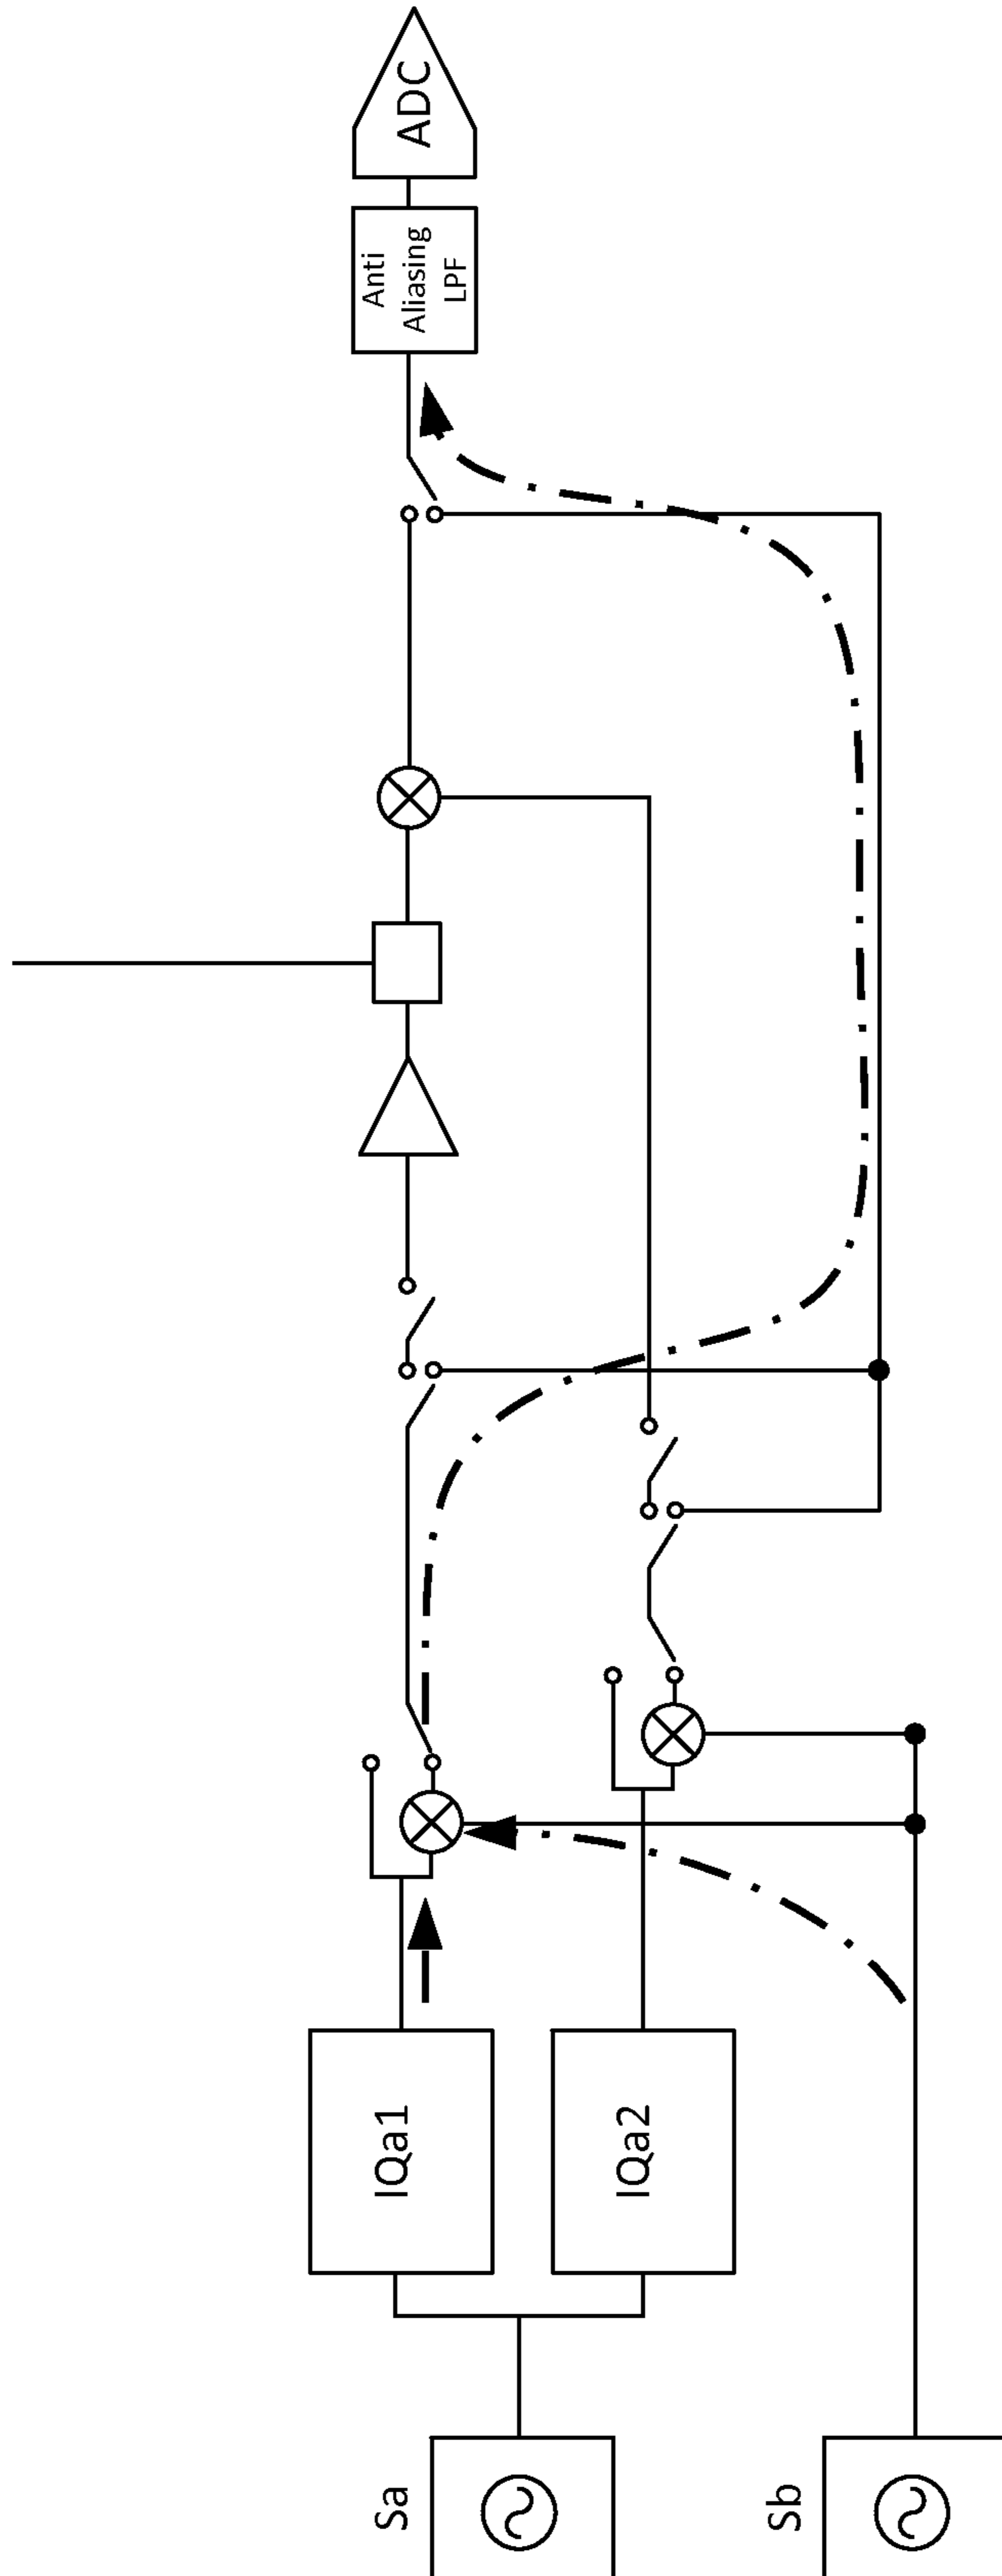 Sa
Sb
IQa1
IQa2
Anti
Aliasing
LPF
ADC